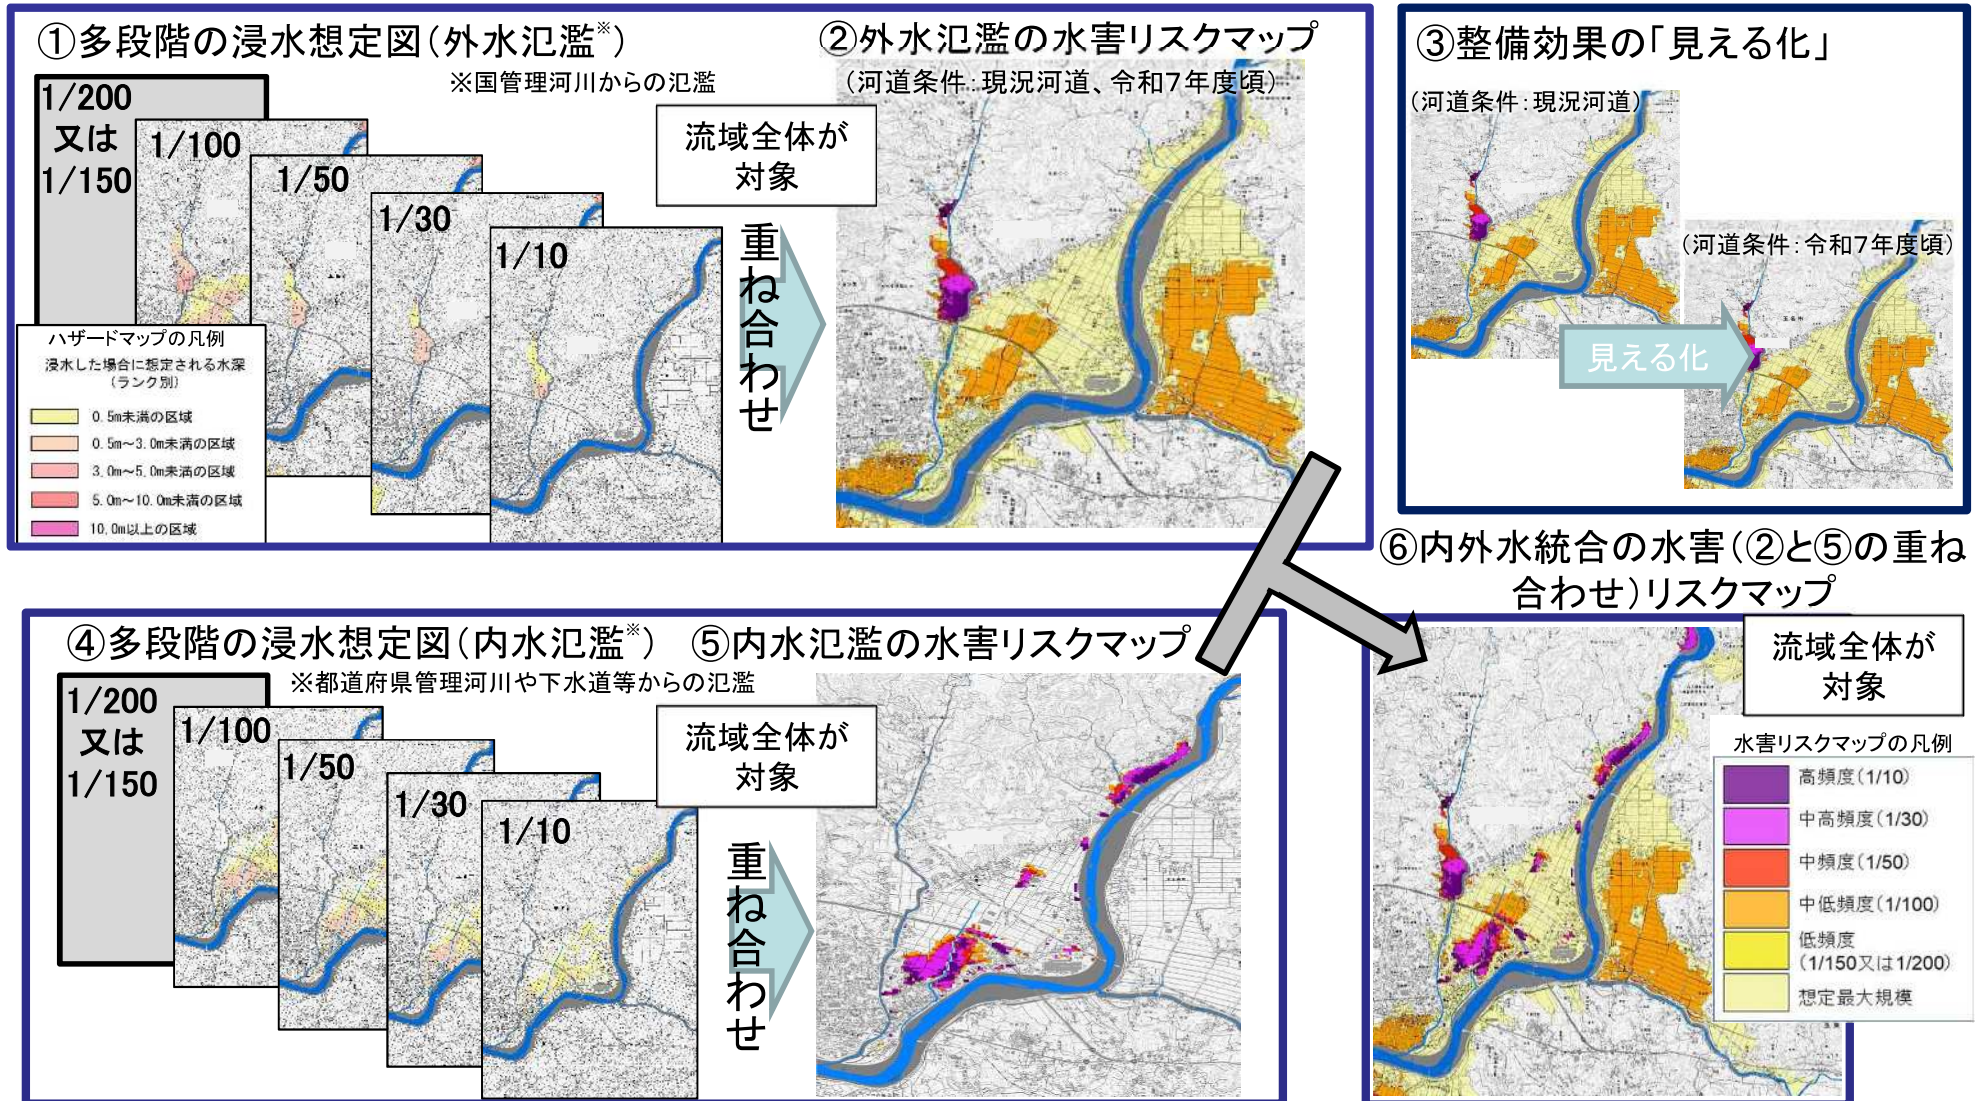 ①多段階の浸水想定図(外水氾濫※)
※国管理河川からの氾濫
1/200
又は
1/150
1/100
1/50
1/30
1/10
ハザードマップの凡例
浸水した場合に想定される水深
(ランク別)
0.5m未満の区域
0.5m～3.0m未満の区域
3.0m～5.0m未満の区域
5.0m～10.0m未満の区域
10.0m以上の区域
流域全体が
対象
重ね合わせ
②外水氾濫の水害リスクマップ
(河道条件:現況河道、令和7年度頃)
③整備効果の「見える化」
(河道条件:現況河道)
見える化
(河道条件:令和7年度頃)
④多段階の浸水想定図(内水氾濫※)
※都道府県管理河川や下水道等からの氾濫
1/200
又は
1/150
1/100
1/50
1/30
1/10
流域全体が
対象
重ね合わせ
⑤内水氾濫の水害リスクマップ
⑥内外水統合の水害(②と⑤の重ね
合わせ)リスクマップ
流域全体が
対象
水害リスクマップの凡例
高頻度(1/10)
中高頻度(1/30)
中頻度(1/50)
中低頻度(1/100)
低頻度
(1/150又は1/200)
想定最大規模